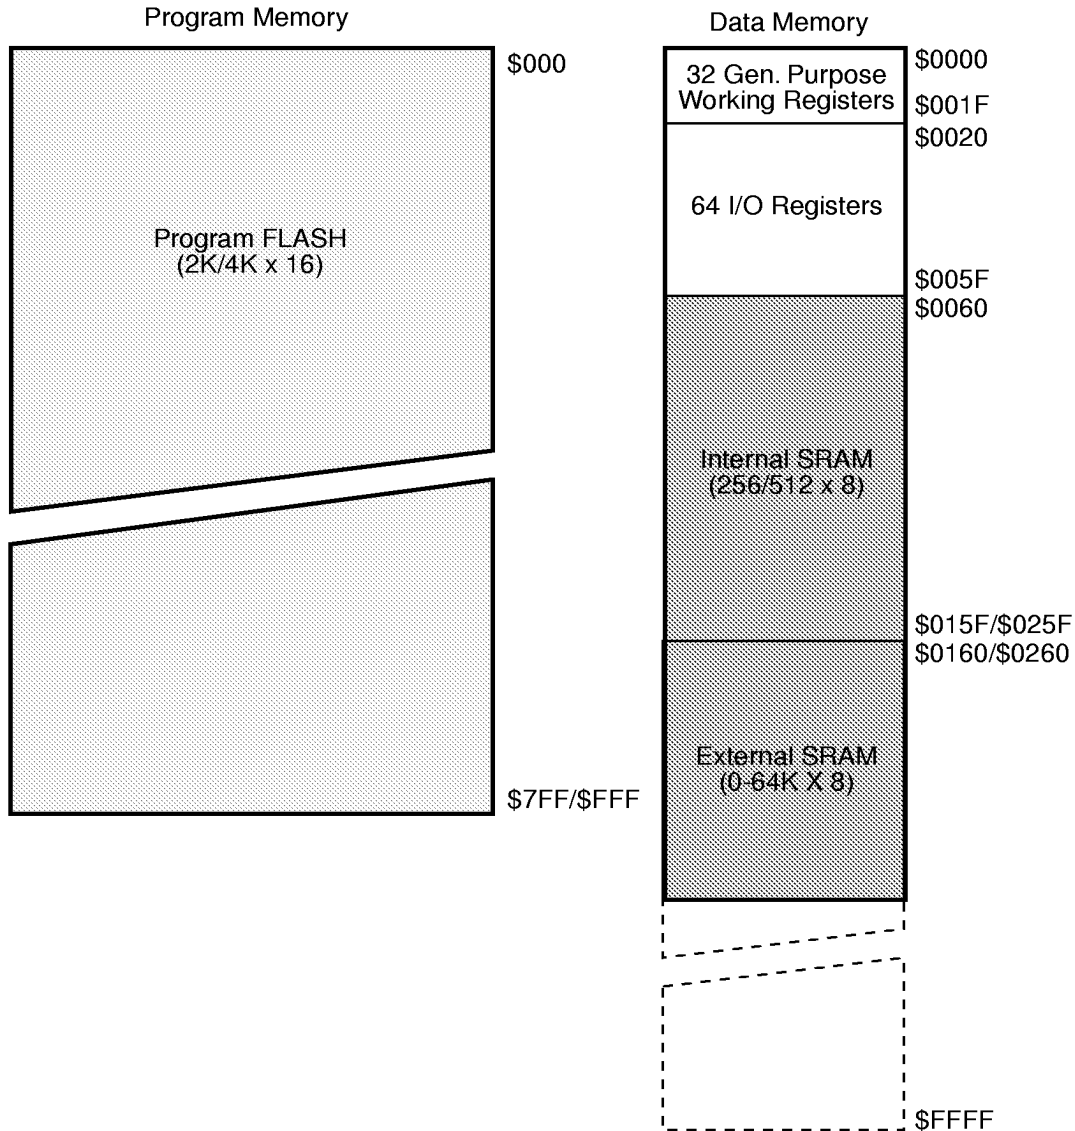 Program Memory
$000
Program FLASH
(2K/4K x 16)
$7FF/$FFF
Data Memory
$0000
32 Gen. Purpose
Working Registers
$001F
$0020
64 I/O Registers
$005F
$0060
Internal SRAM
(256/512 x 8)
$015F/$025F
$0160/$0260
External SRAM
(0-64K X 8)
$FFFF